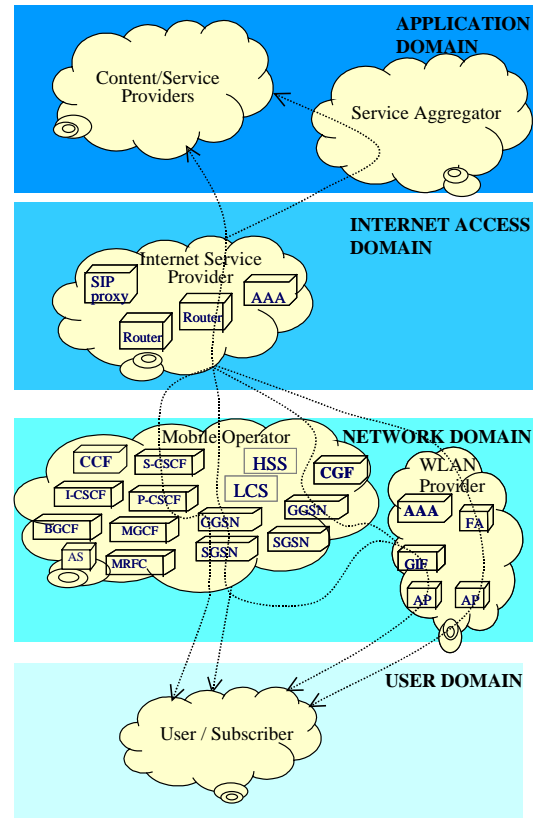 APPLICATION
DOMAIN
Content/Service
Providers
Service Aggregator
INTERNET ACCESS
DOMAIN
Internet Service
Provider
SIP
proxy
AAA
Router
Router
NETWORK DOMAIN
Mobile Operator
CCF
S-CSCF
HSS
CGF
I-CSCF
P-CSCF
LCS
GGSN
GGSN
BGCF
MGCF
SGSN
SGSN
AS
MRFC
WLAN
Provider
AAA
FA
GIF
AP
AP
USER DOMAIN
User / Subscriber